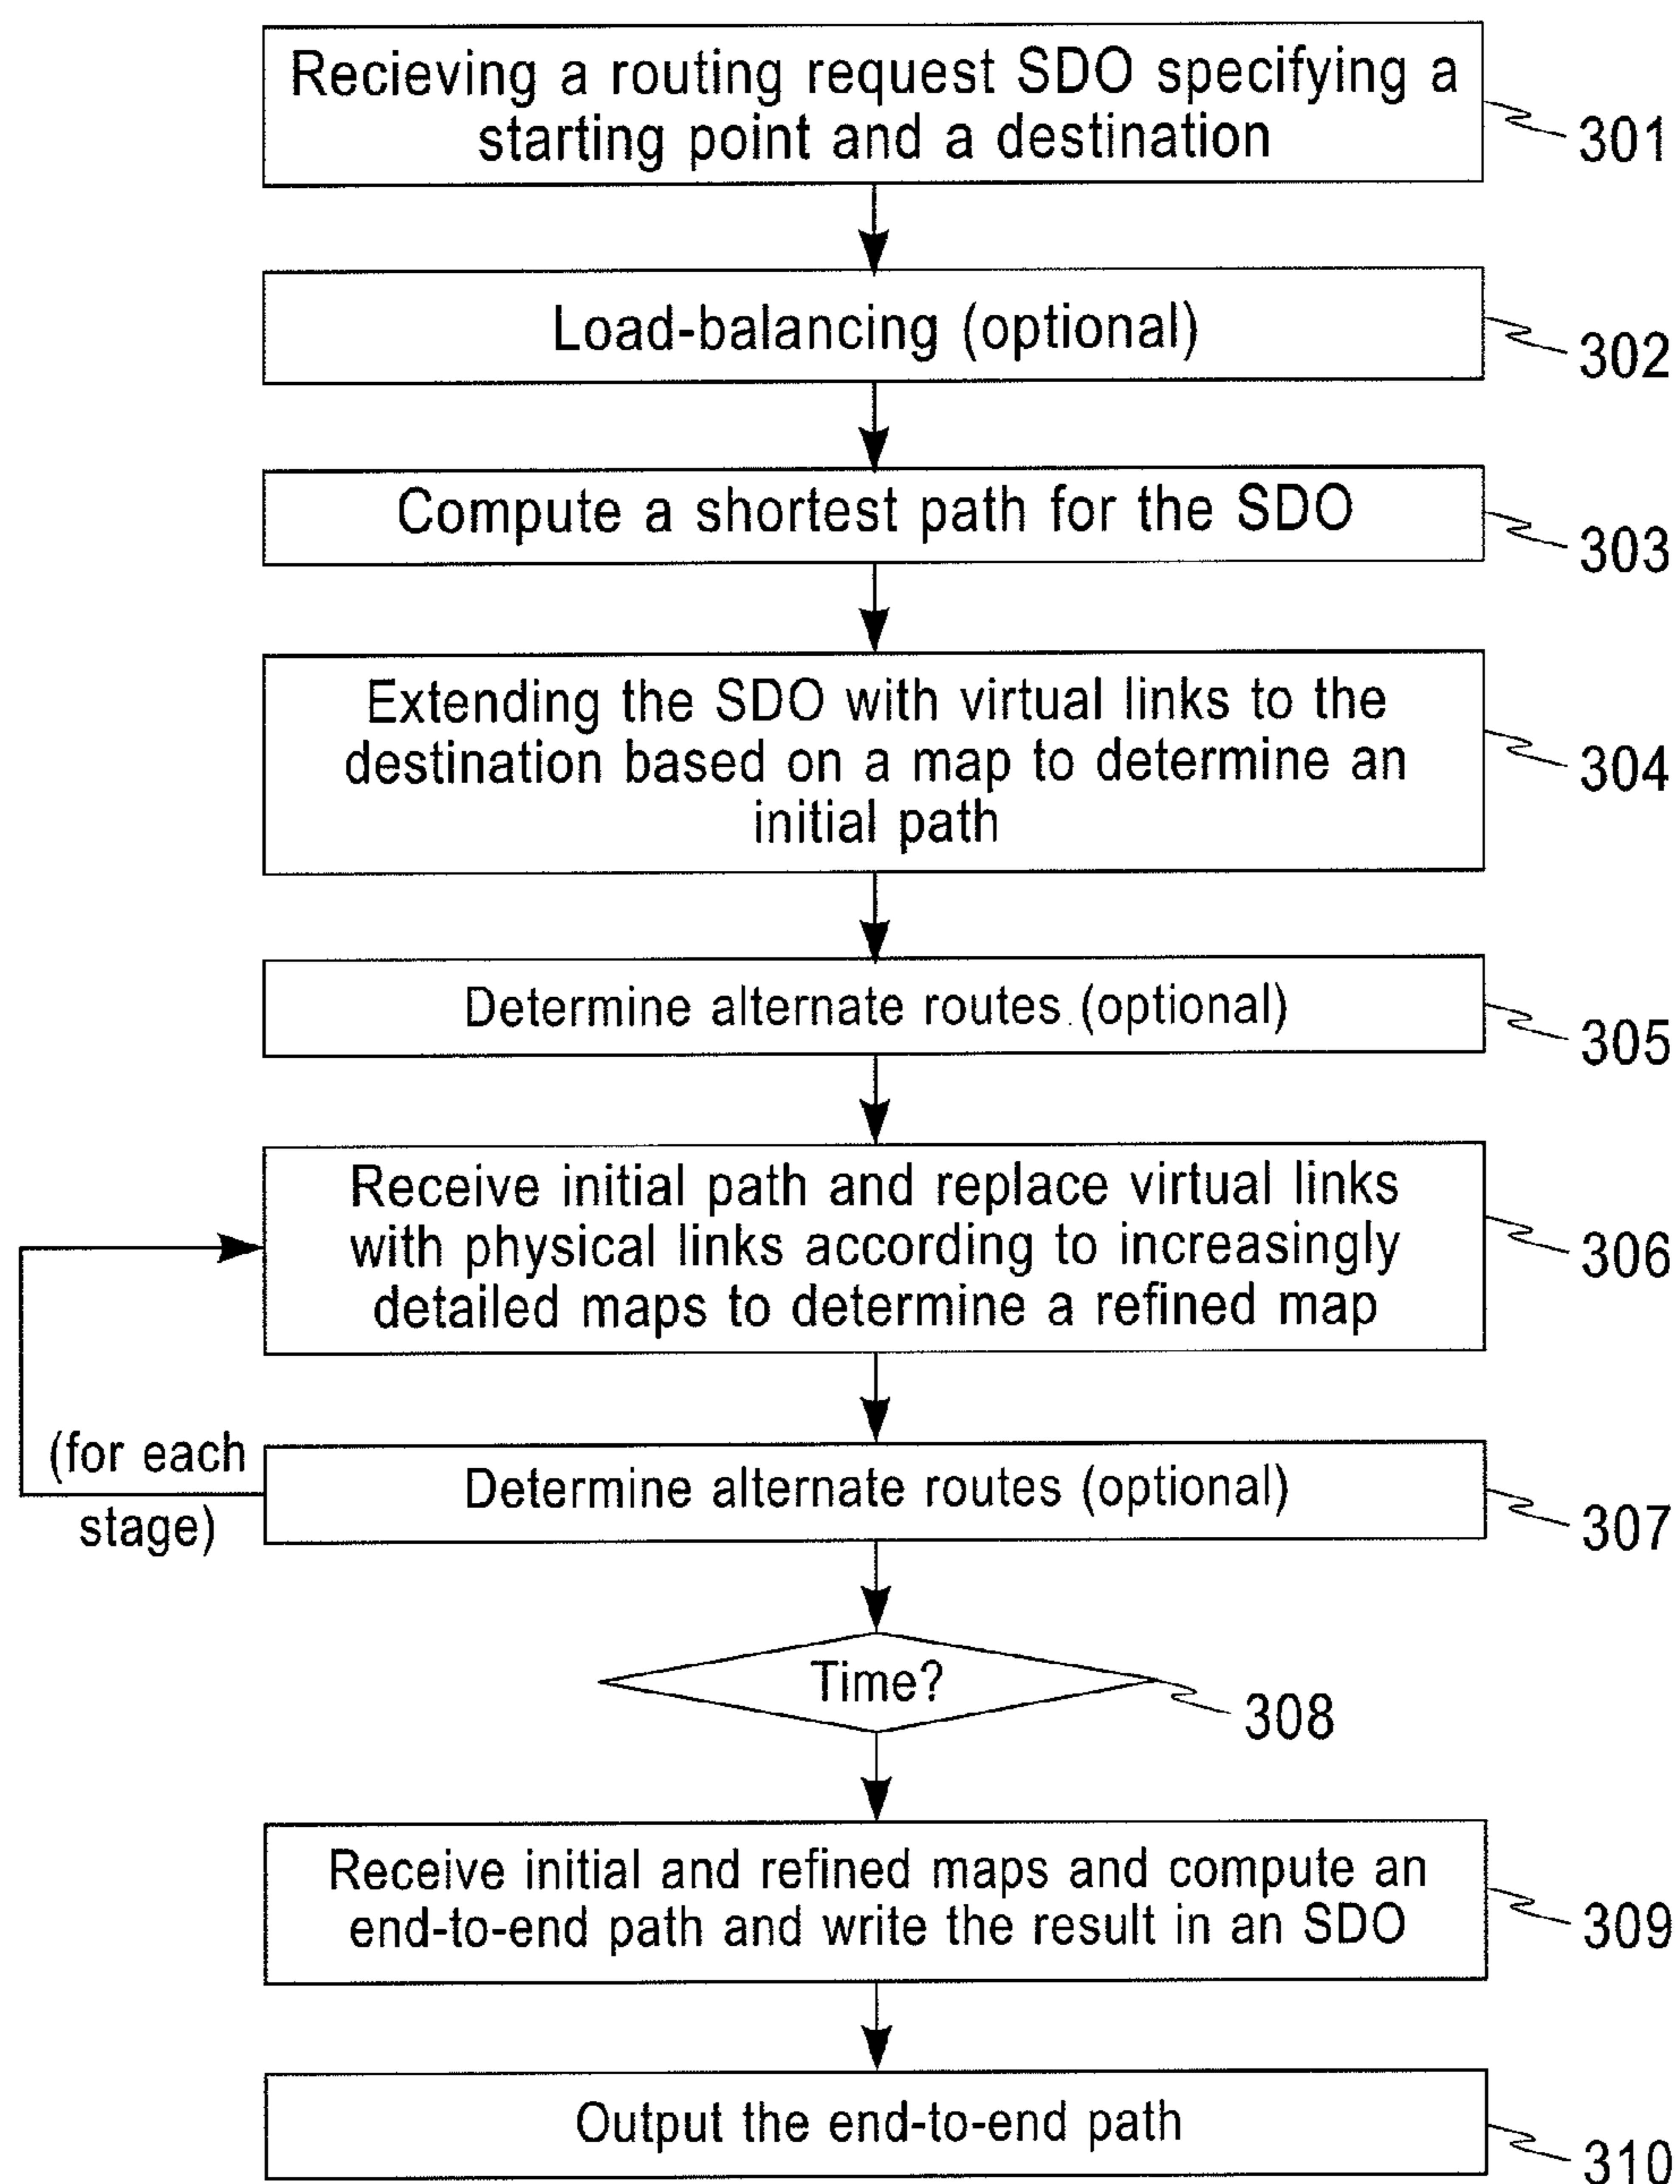 Recieving a routing request SDO specifying a
starting point and a destination
301
Load-balancing (optional)
302
Compute a shortest path for the SDO
303
Extending the SDO with virtual links to the
destination based on a map to determine an
initial path
304
Determine alternate routes (optional)
305
Receive initial path and replace virtual links
with physical links according to increasingly
detailed maps to determine a refined map
306
(for each
stage)
Determine alternate routes (optional)
307
Time?
308
Receive initial and refined maps and compute an
end-to-end path and write the result in an SDO
309
Output the end-to-end path
310